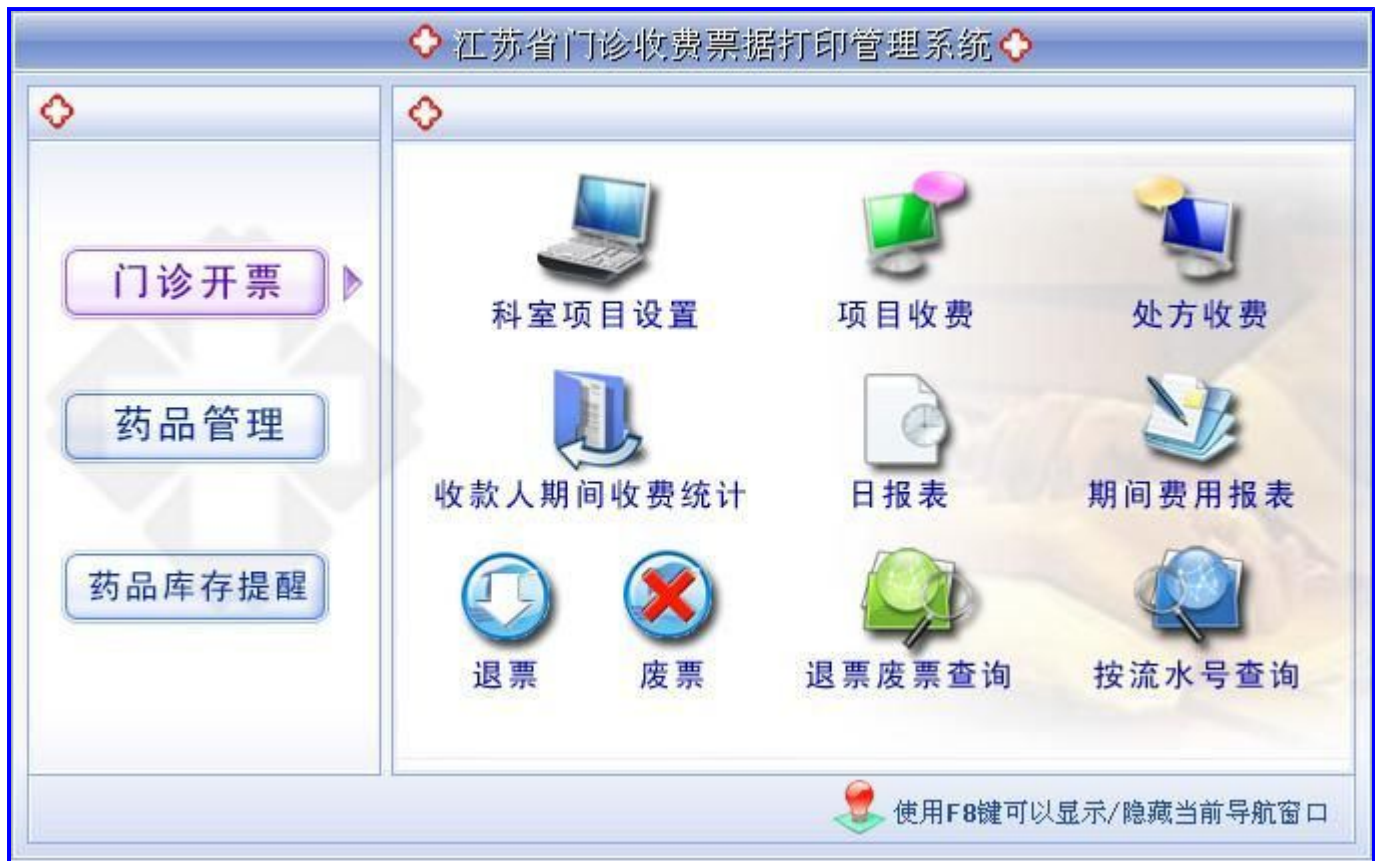 江苏省门诊收费票据打印管理系统
门诊开票
药品管理
药品库存提醒
科室项目设置
项目收费
处方收费
收款人期间收费统计
日报表
期间费用报表
退票
废票
退票废票查询
按流水号查询
使用F8键可以显示/隐藏当前导航窗口